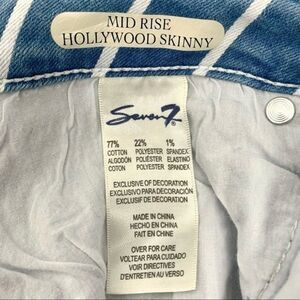 MID RISE
HOLLYWOOD SKINNY
Seven7®
77% 22% 1%
COTTON POLYESTER SPANDEX
ALGODÓN POLIÉSTER ELASTINO
COTON POLYESTER SPANDEX
EXCLUSIVE OF DECORATION
EXCLUSIVO PARA DECORACIÓN
EXCLUSIF DE DECORATION
MADE IN CHINA
HECHO EN CHINA
FAIT EN CHINE
OVER FOR CARE
VOLTEAR PARA CUIDADO
VOIR DIRECTIVES
D'ENTRETIEN AU VERSO